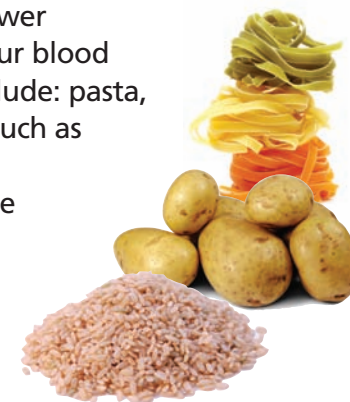 wer
ur blood
lude: pasta,
uch as
e